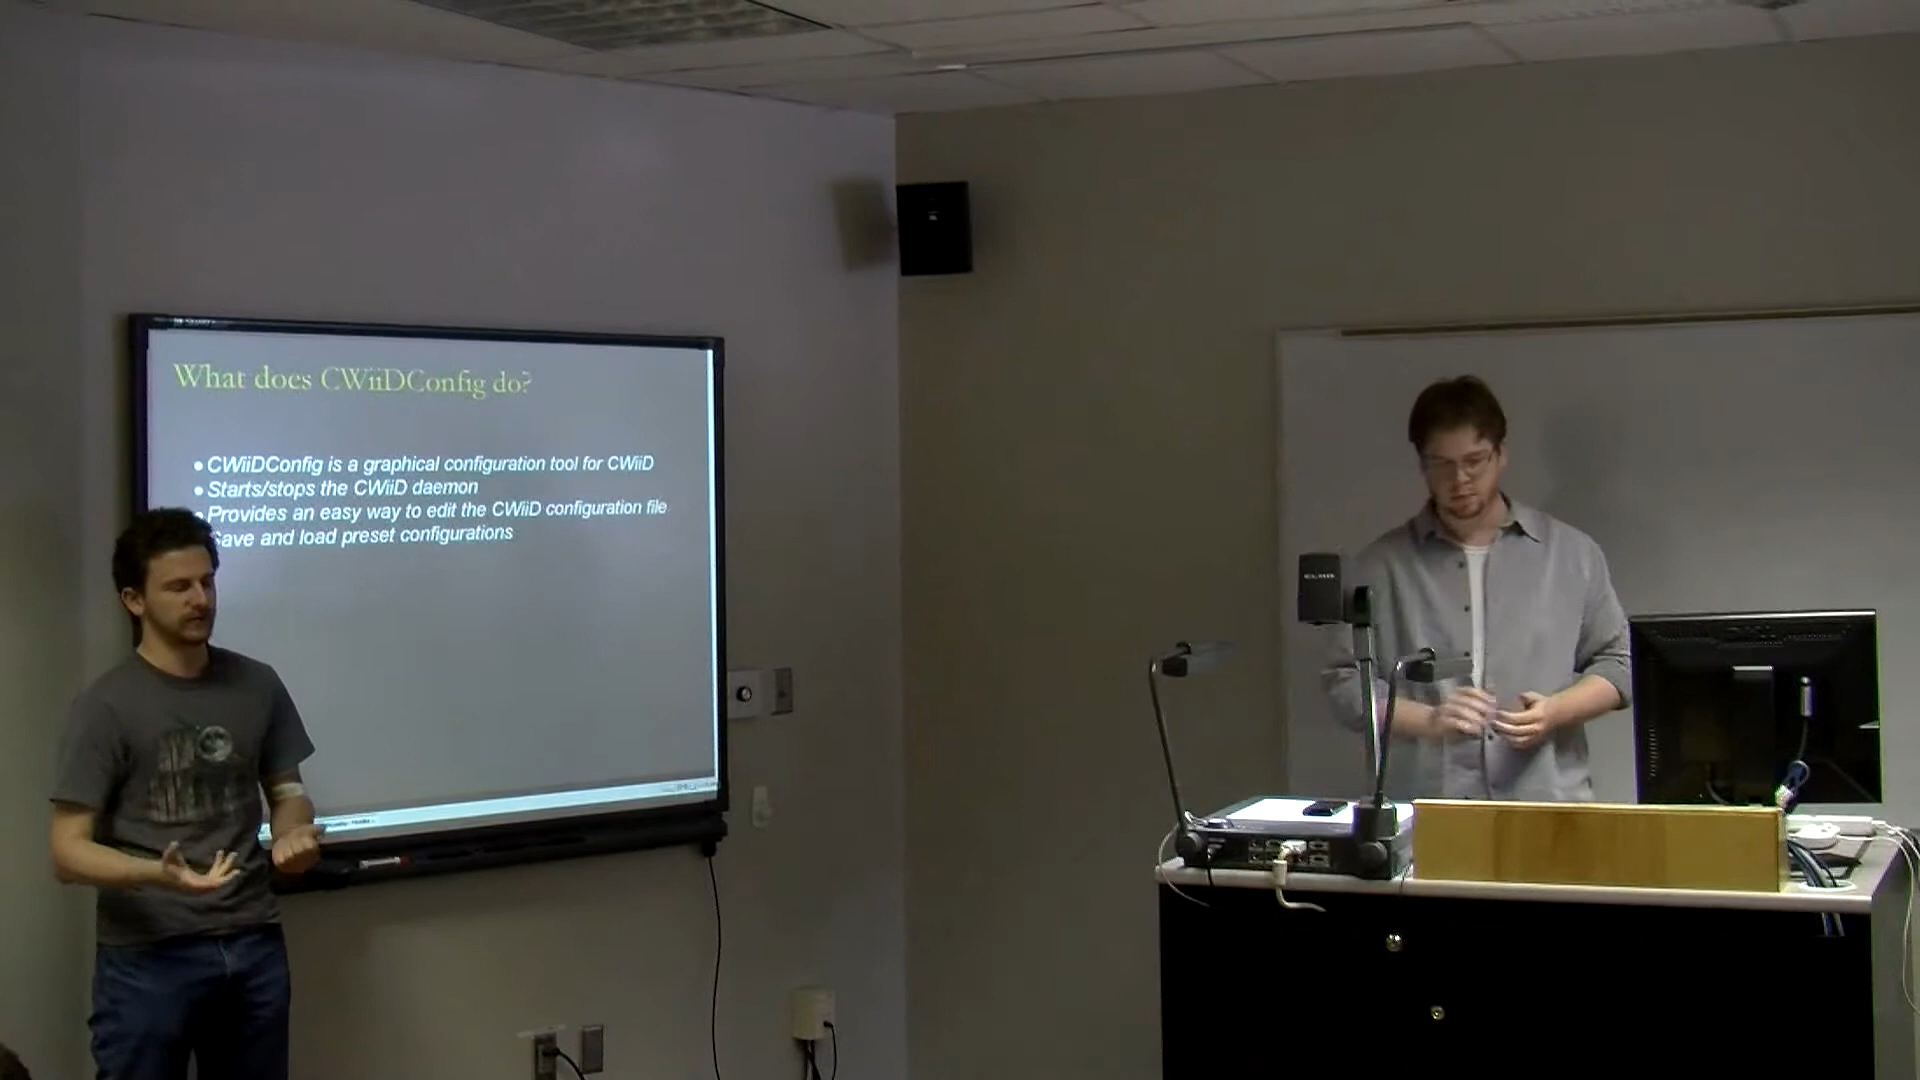 What does CWiiDConfig do?
• CWiiDConfig is a graphical configuration tool for CWiiD
• Starts/stops the CWiiD daemon
• Provides an easy way to edit the CWiiD configuration file
Save and load preset configurations
ELMO